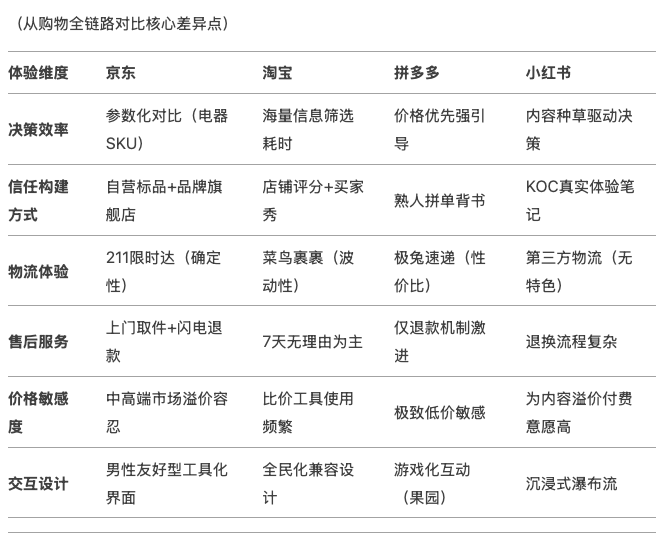 （从购物全链路对比核心差异点）
体验维度 京东 淘宝 拼多多 小红书
决策效率 参数化对比（电器SKU） 海量信息筛选耗时 价格优先强引导 内容种草驱动决策
信任构建方式 自营标品+品牌旗舰店 店铺评分+买家秀 熟人拼单背书 KOC真实体验笔记
物流体验 211限时达（确定性） 菜鸟裹裹（波动性） 极兔速递（性价比） 第三方物流（无特色）
售后服务 上门取件+闪电退款 7天无理由为主 仅退款机制激进 退换流程复杂
价格敏感度 中高端市场溢价容忍 比价工具使用频繁 极致低价敏感 为内容溢价付费意愿高
交互设计 男性友好型工具化界面 全民化兼容设计 游戏化互动（果园） 沉浸式瀑布流